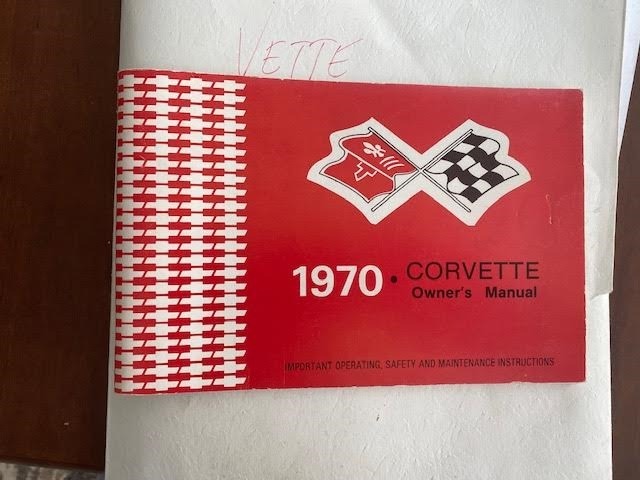 VETTE
1970 • CORVETTE
Owner's Manual
IMPORTANT OPERATING, SAFETY AND MAINTENANCE INSTRUCTIONS